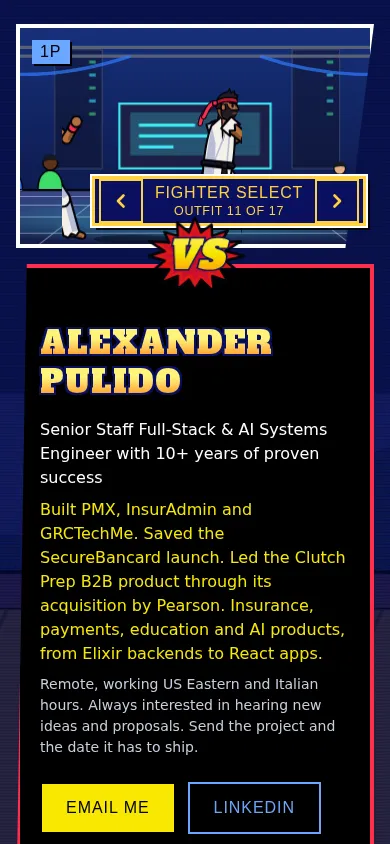 1P
FIGHTER SELECT
OUTFIT 11 OF 17
VS
ALEXANDER
PULIDO
Senior Staff Full-Stack & AI Systems
Engineer with 10+ years of proven
success
Built PMX, InsurAdmin and
GRCTechMe. Saved the
SecureBancard launch. Led the Clutch
Prep B2B product through its
acquisition by Pearson. Insurance,
payments, education and AI products,
from Elixir backends to React apps.
Remote, working US Eastern and Italian
hours. Always interested in hearing new
ideas and proposals. Send the project and
the date it has to ship.
EMAIL ME
LINKEDIN